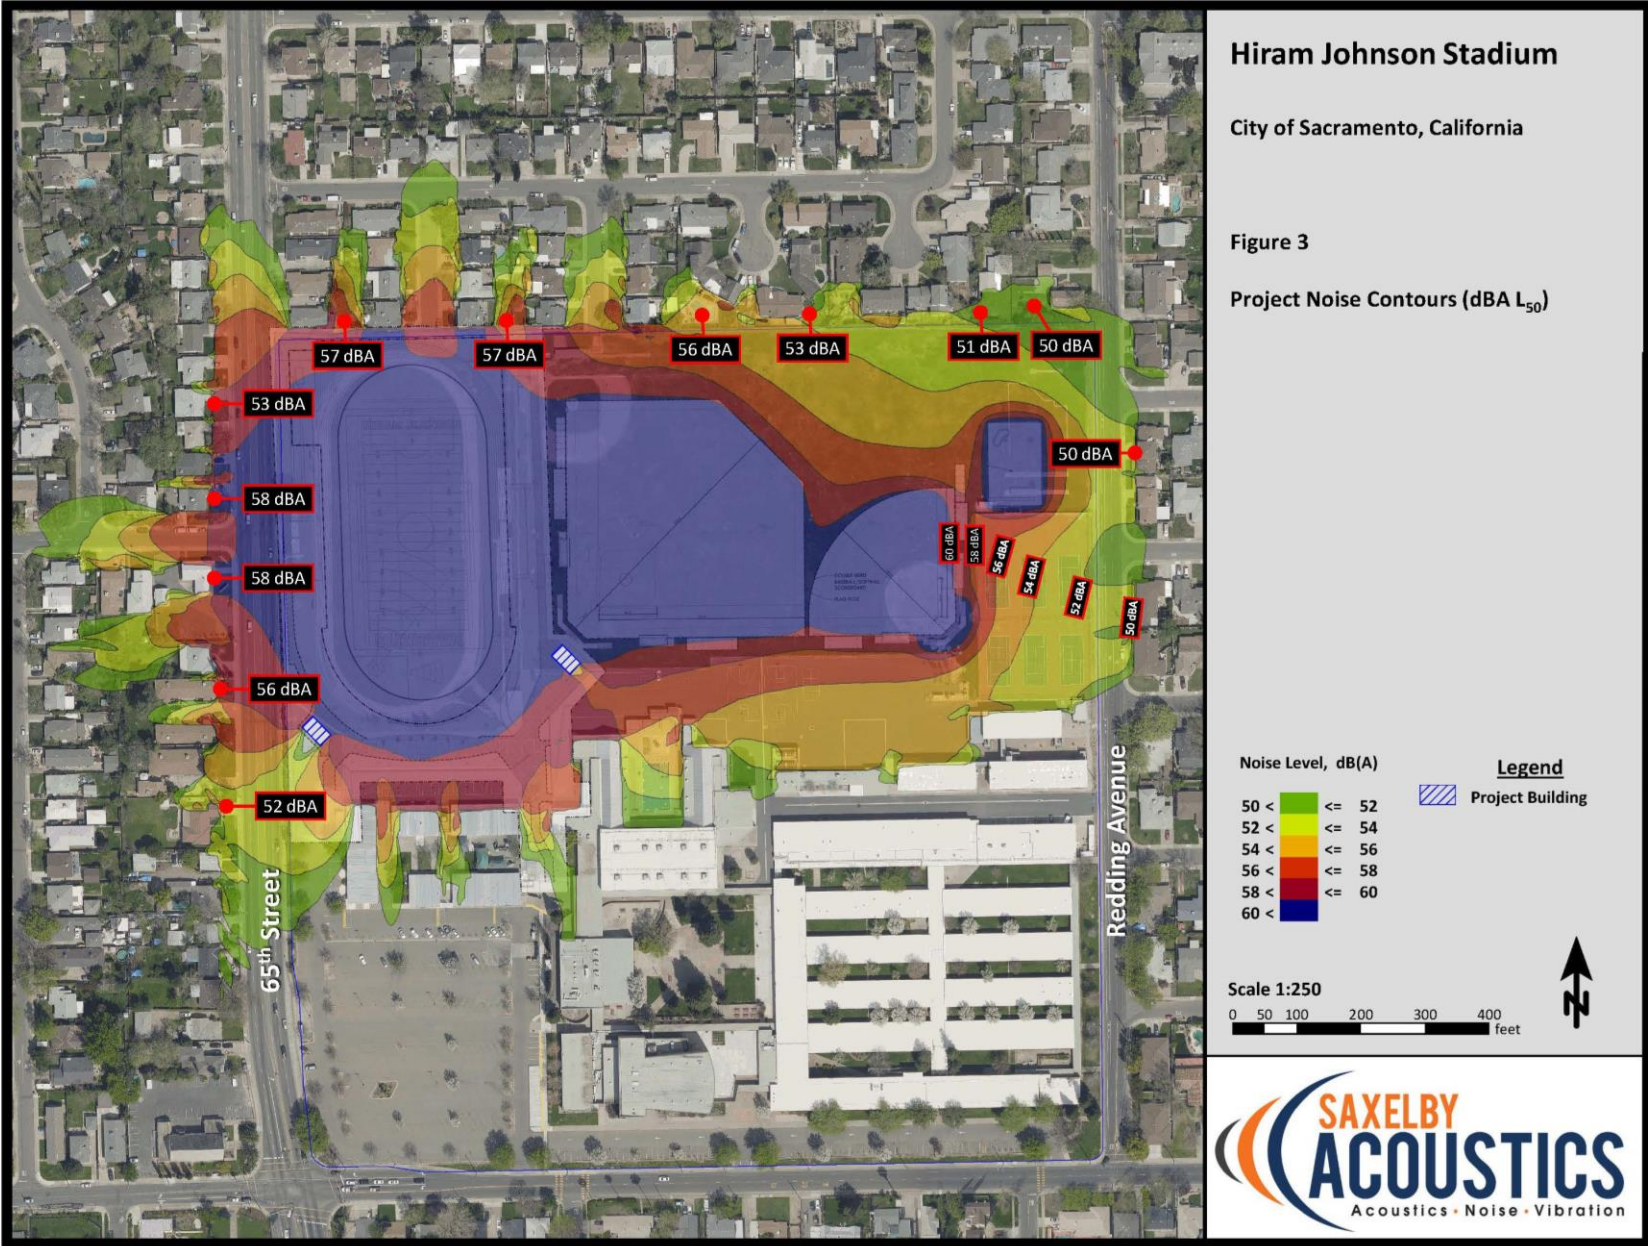 Hiram Johnson Stadium
City of Sacramento, California
Figure 3
Project Noise Contours (dBA L50)
57 dBA
57 dBA
56 dBA
53 dBA
51 dBA
50 dBA
53 dBA
50 dBA
58 dBA
60 dBA
58 dBA
56 dBA
54 dBA
52 dBA
50 dBA
58 dBA
56 dBA
52 dBA
65th Street
Redding Avenue
Noise Level, dB(A)
50 < <= 52
52 < <= 54
54 < <= 56
56 < <= 58
58 < <= 60
60 <
Legend
Project Building
Scale 1:250
0 50 100 200 300 400
feet
N
SAXELBY
ACOUSTICS
Acoustics · Noise · Vibration